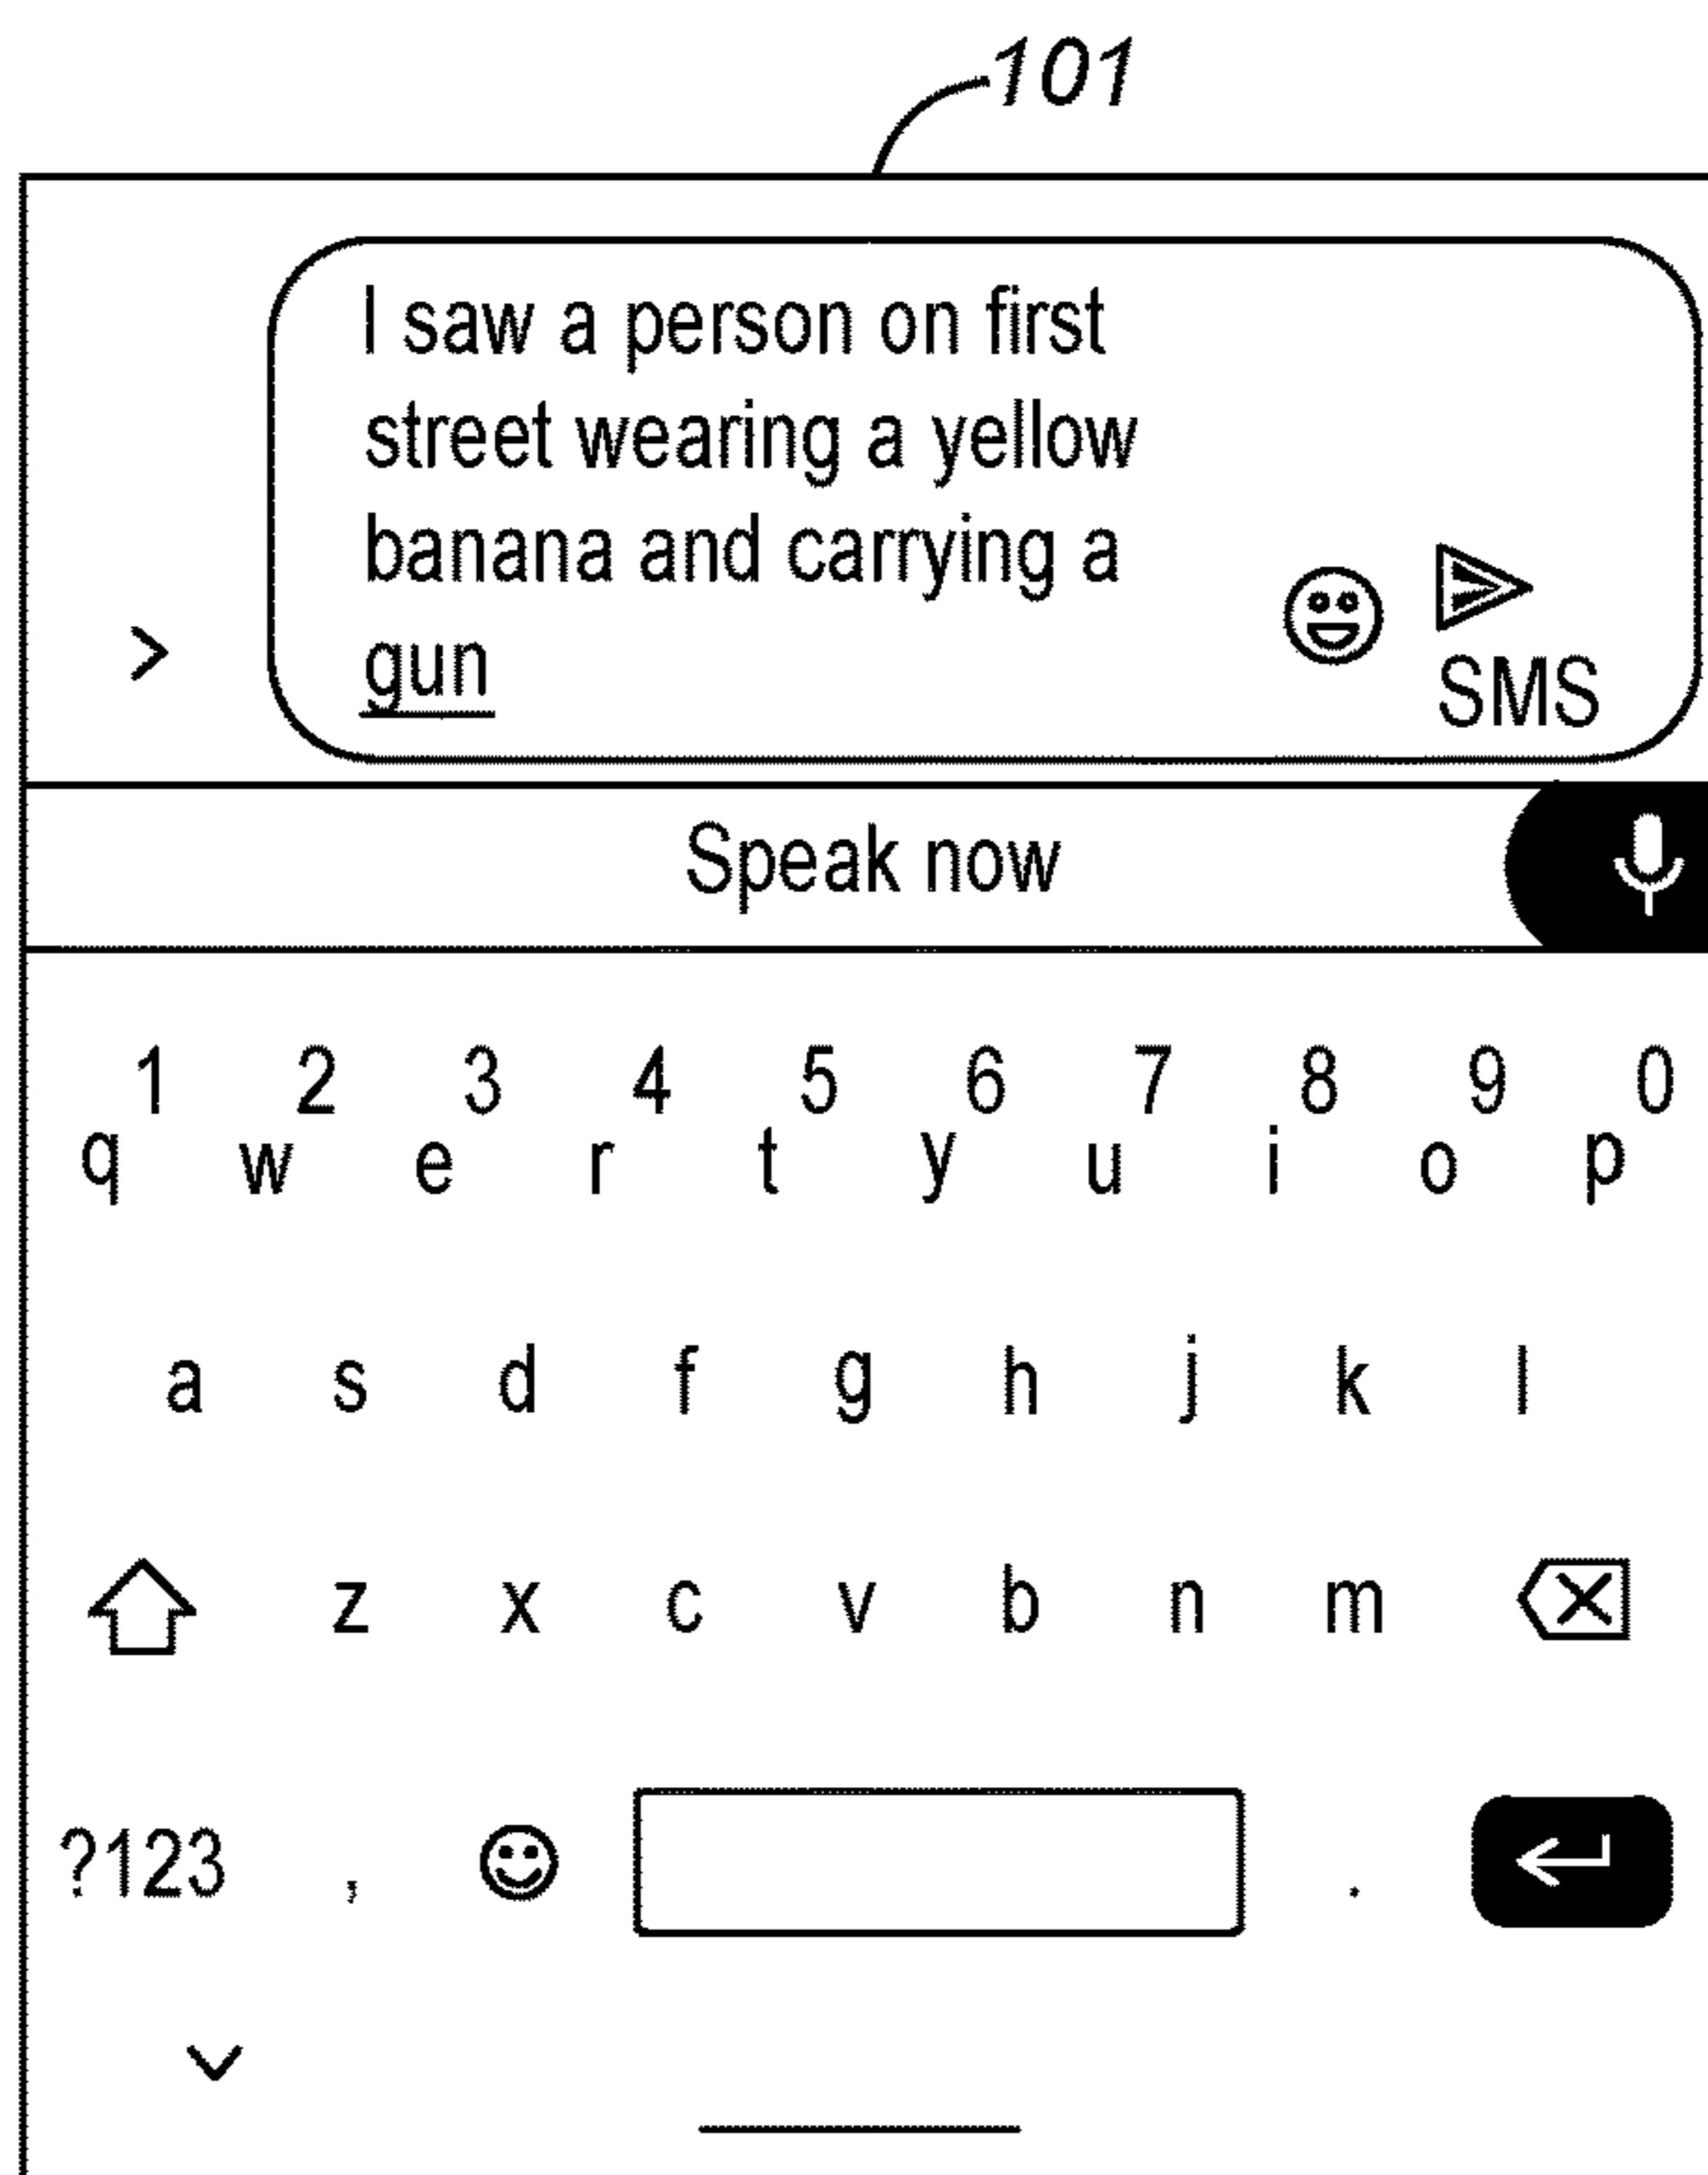 101
I saw a person on first
street wearing a yellow
banana and carrying a
gun
SMS
Speak now
1 2 3 4 5 6 7 8 9 0
q w e r t y u i o p
a s d f g h j k l
z x c v b n m
?123 , .